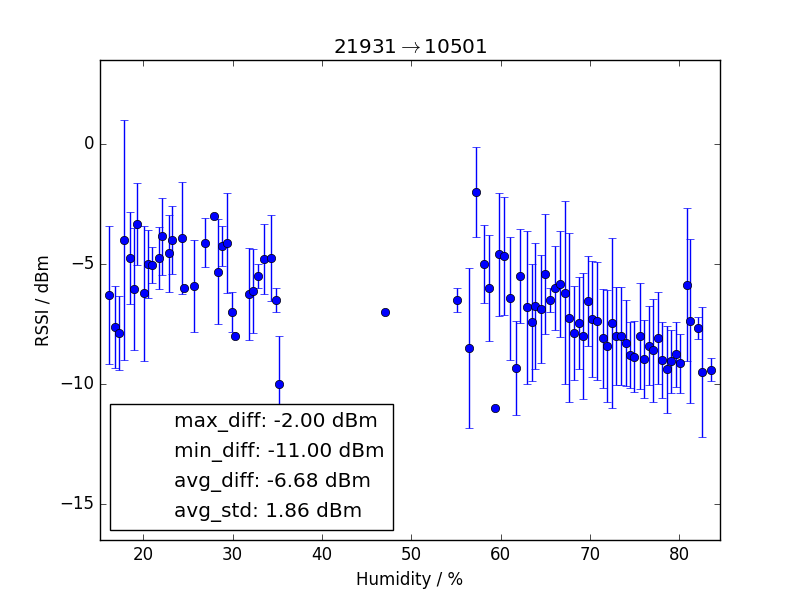 21931→10501
0
−5
−10
−15
RSSI / dBm
max_diff: -2.00 dBm
min_diff: -11.00 dBm
avg_diff: -6.68 dBm
avg_std: 1.86 dBm
20 30 40 50 60 70 80
Humidity / %